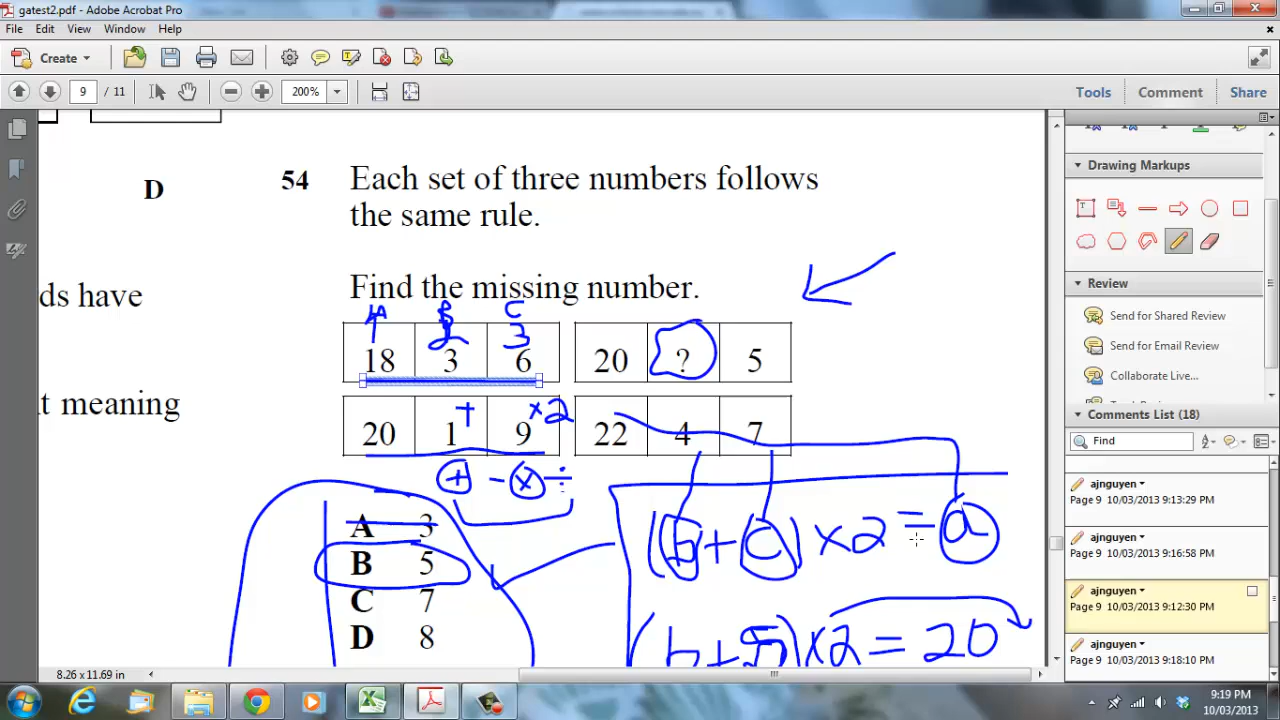 gatest2.pdf - Adobe Acrobat Pro
File Edit View Window Help
Create
9 / 11 200% Tools Comment Share
D
54 Each set of three numbers follows
the same rule.
ds have
Find the missing number.
A B C
2 3
18 3 6 20 ? 5
t meaning
+ ×2
20 1 9 22 4 7
+ - × ÷
A 3
B 5
C 7
D 8
(b+c)×2=a
(b+5)×2=20
Drawing Markups
T
Review
Send for Shared Review
Send for Email Review
Collaborate Live...
Comments List (18)
Find
ajnguyen
Page 9 10/03/2013 9:13:29 PM
ajnguyen
Page 9 10/03/2013 9:16:58 PM
ajnguyen
Page 9 10/03/2013 9:12:30 PM
ajnguyen
Page 9 10/03/2013 9:18:10 PM
8.26 x 11.69 in
9:19 PM
10/03/2013